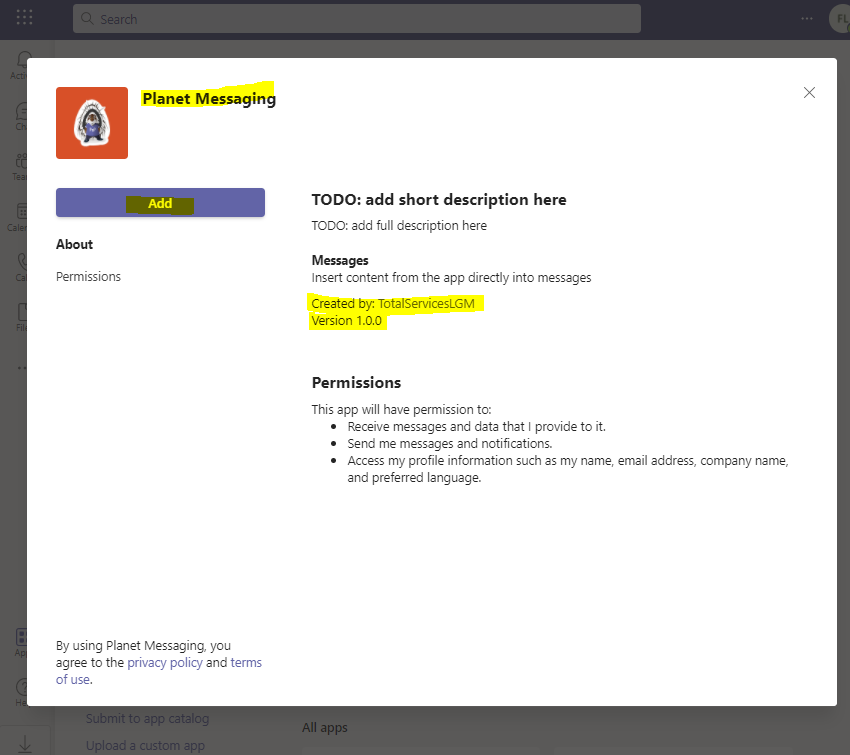 Search
FL
Planet Messaging
Add
About
Permissions
TODO: add short description here
TODO: add full description here
Messages
Insert content from the app directly into messages
Created by: TotalServicesLGM
Version 1.0.0
Permissions
This app will have permission to:
Receive messages and data that I provide to it.
Send me messages and notifications.
Access my profile information such as my name, email address, company name,
and preferred language.
By using Planet Messaging, you
agree to the privacy policy and terms
of use.
Submit to app catalog
Upload a custom app
All apps